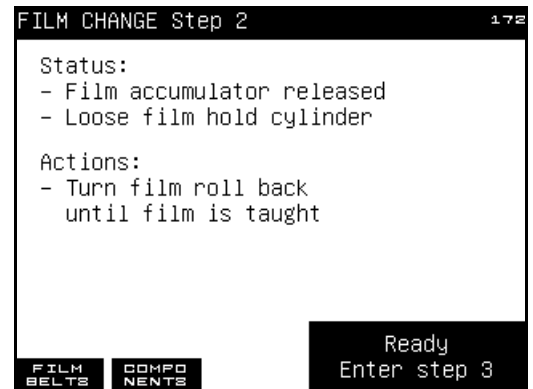 FILM CHANGE Step 2 172
Status:
- Film accumulator released
- Loose film hold cylinder
Actions:
- Turn film roll back
until film is taught
Ready
Enter step 3
FILM
BELTS
COMPO
NENTS